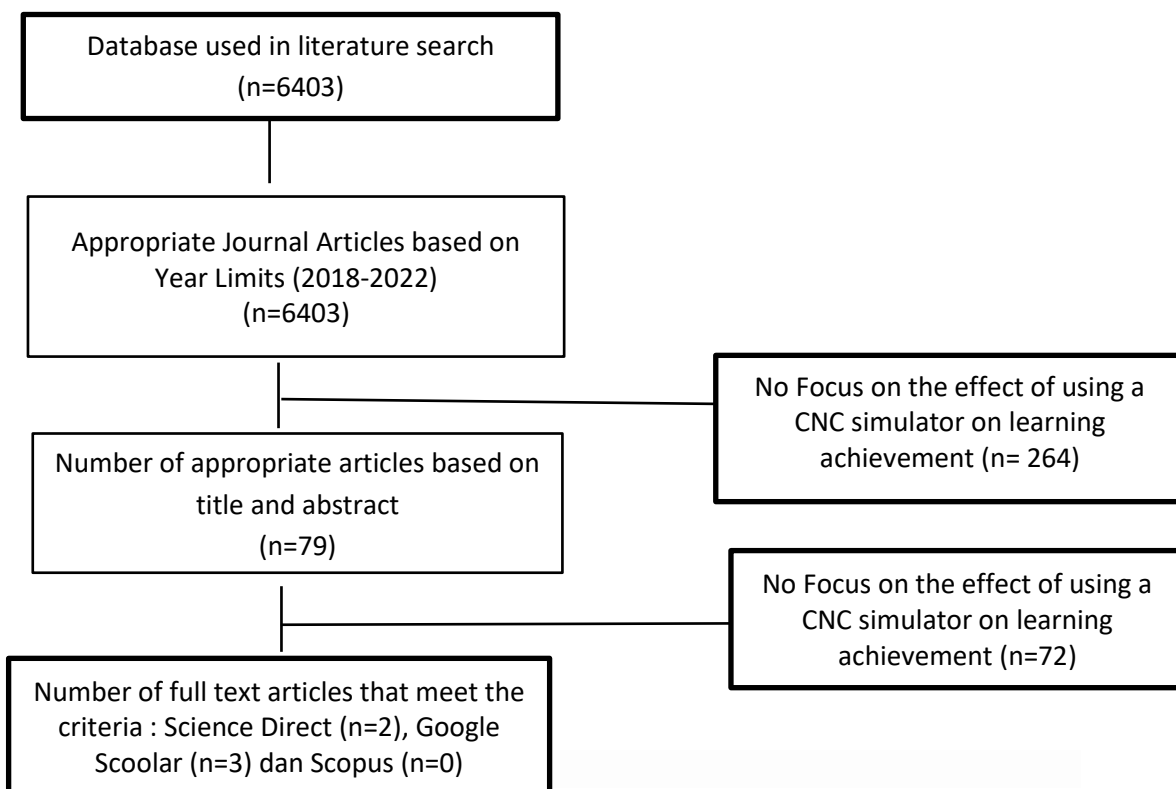 Database used in literature search
(n=6403)
Appropriate Journal Articles based on
Year Limits (2018-2022)
(n=6403)
No Focus on the effect of using a
CNC simulator on learning
achievement (n= 264)
Number of appropriate articles based on
title and abstract
(n=79)
No Focus on the effect of using a
CNC simulator on learning
achievement (n=72)
Number of full text articles that meet the
criteria : Science Direct (n=2), Google
Scoolar (n=3) dan Scopus (n=0)